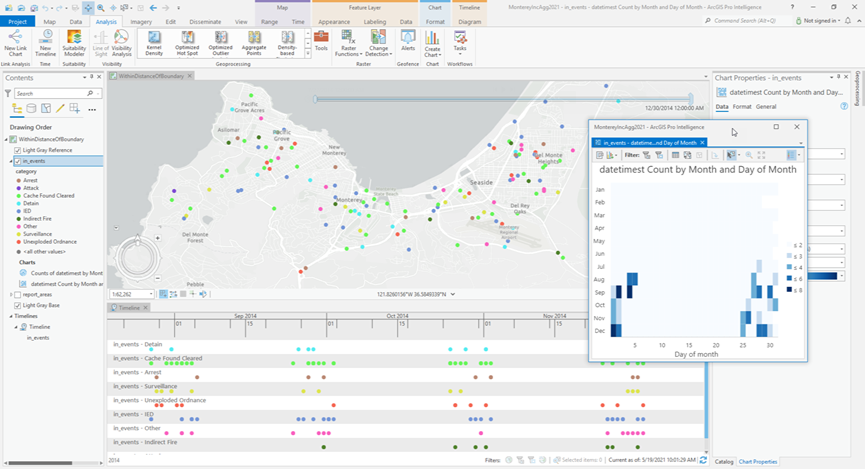 MontereyIncAgg2021 - in_events - datetimest Count by Month and Day of Month - ArcGIS Pro Intelligence
Map
Feature Layer
Chart
Timeline
Command Search (Alt+Q)
Not signed in
Project
Map
Data
Analysis
Imagery
Edit
Disseminate
View
Range
Time
Appearance
Labeling
Data
Format
Diagram
New Link Chart
New Timeline
Suitability Modeler
Line of Sight
Visibility Analysis
Kernel Density
Optimized Hot Spot
Optimized Outlier
Aggregate Points
Density-based
Tools
Raster Functions
Change Detection
Alerts
Create Chart
Tasks
Link Analysis
Time
Suitability
Visibility
Geoprocessing
Raster
Geofence
Chart
Workflows
Contents
Search
Drawing Order
WithinDistanceOfBoundary
Light Gray Reference
in_events
category
Arrest
Attack
Cache Found Cleared
Detain
IED
Indirect Fire
Other
Surveillance
Unexploded Ordnance
<all other values>
Charts
Counts of datetimest by Mont
datetimest Count by Month an
report_areas
Light Gray Base
Timelines
Timeline
in_events
WithinDistanceOfBoundary
12/30/2014 12:00:00 AM
Pacific Grove Acres
Asilomar
Pacific Grove
New Monterey
Monterey
Del Monte Forest
Pebble
Seaside
Del Monte Heights
Del Rey Oaks
Monterey Regional Airport
1:62,262
121.8260156°W 36.5849039°N
Timeline
Sep 2014
Oct 2014
Nov 2014
01
15
01
15
01
15
in_events - Detain
in_events - Cache Found Cleared
in_events - Arrest
in_events - Surveillance
in_events - Unexploded Ordnance
in_events - IED
in_events - Other
in_events - Indirect Fire
2014
Filters:
Selected Items: 0
Current as of: 5/19/2021 10:01:29 AM
MontereyIncAgg2021 - ArcGIS Pro Intelligence
in_events - datetime...nd Day of Month
Filter:
datetimest Count by Month and Day of Month
Jan
Feb
Mar
Apr
May
Jun
Jul
Aug
Sep
Oct
Nov
Dec
5
10
15
20
25
30
Day of month
≤ 2
≤ 3
≤ 4
≤ 6
≤ 8
Chart Properties - in_events
datetimest Count by Month and Day...
Data
Format
General
Geoprocessing
Catalog
Chart Properties